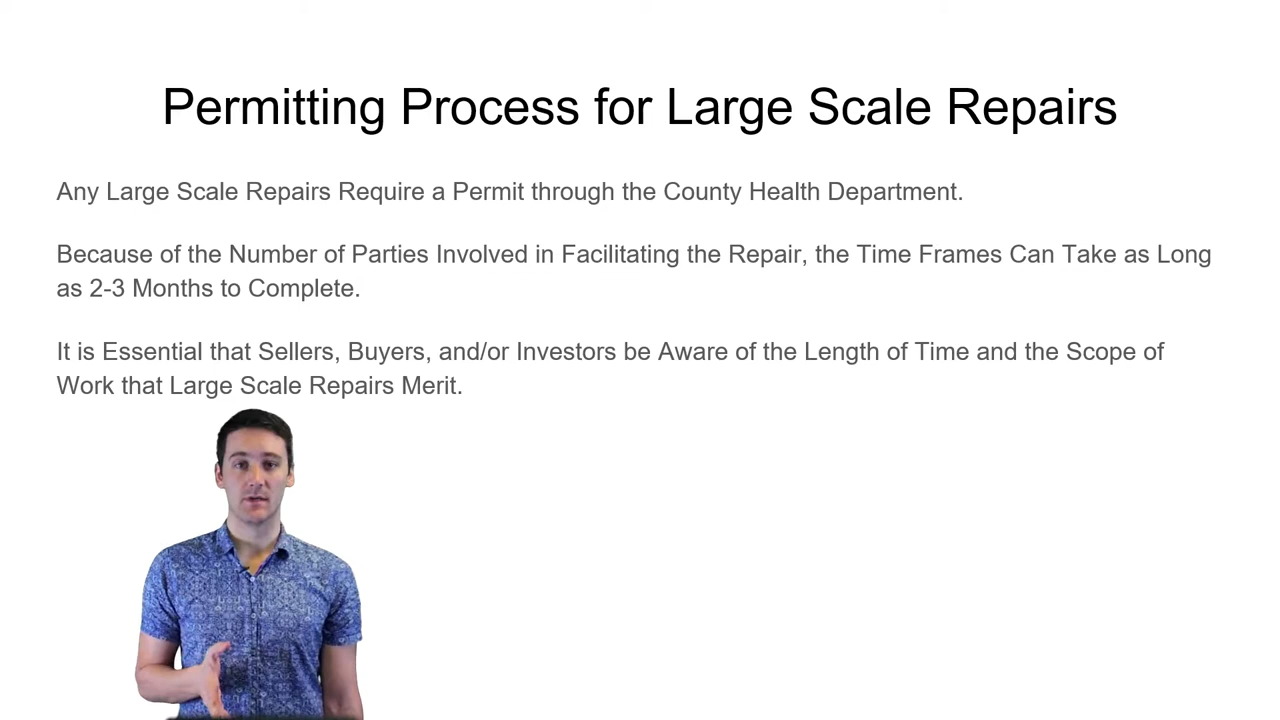 Permitting Process for Large Scale Repairs
Any Large Scale Repairs Require a Permit through the County Health Department.
Because of the Number of Parties Involved in Facilitating the Repair, the Time Frames Can Take as Long
as 2-3 Months to Complete.
It is Essential that Sellers, Buyers, and/or Investors be Aware of the Length of Time and the Scope of
Work that Large Scale Repairs Merit.